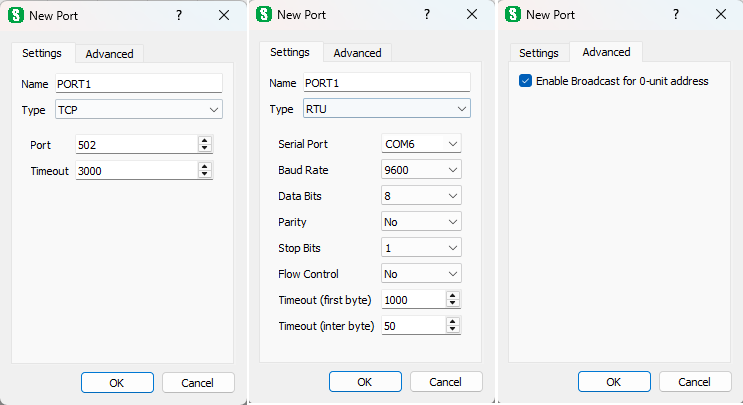 New Port ?
Settings Advanced
Name PORT1
Type TCP
Port 502
Timeout 3000
OK Cancel
New Port ?
Settings Advanced
Name PORT1
Type RTU
Serial Port COM6
Baud Rate 9600
Data Bits 8
Parity No
Stop Bits 1
Flow Control No
Timeout (first byte) 1000
Timeout (inter byte) 50
OK Cancel
New Port ?
Settings Advanced
Enable Broadcast for 0-unit address
OK Cancel